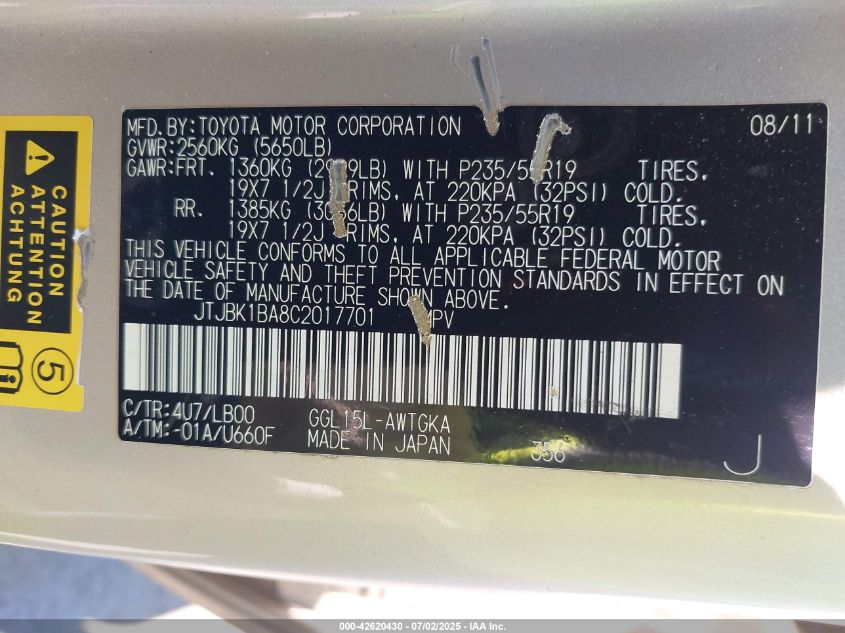 MFD.BY:TOYOTA MOTOR CORPORATION 08/11
GVWR:2560KG (5650LB)
GAWR:FRT. 1360KG WITH P235/55R19 TIRES,
19X7 1/2J RIMS, AT 220KPA (32PSI) COLD.
RR. 1385KG WITH P235/55R19 TIRES,
19X7 1/2J RIMS, AT 220KPA (32PSI) COLD.
THIS VEHICLE CONFORMS TO ALL APPLICABLE FEDERAL MOTOR
VEHICLE SAFETY AND THEFT PREVENTION STANDARDS IN EFFECT ON
THE DATE OF MANUFACTURE SHOWN ABOVE.
JTJBK1BA8C2017701 MPV
C/TR:4U7/LB00 GGL15L-AWTGKA
A/TM:-01A/U660F MADE IN JAPAN 356 J
CAUTION
ATTENTION
ACHTUNG
5
000-42620430 - 07/02/2025 - IAA Inc.